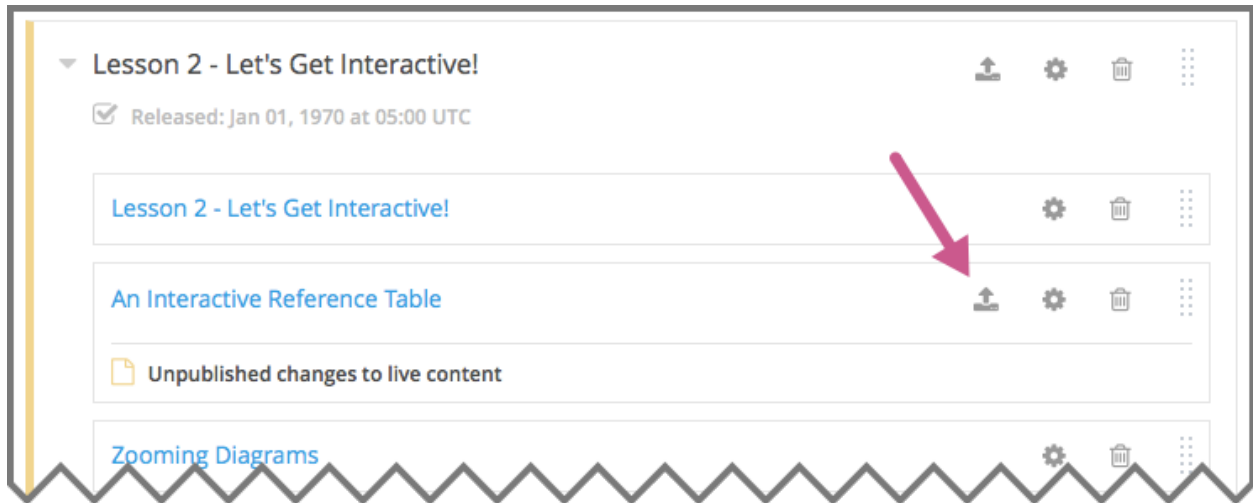 Lesson 2 - Let's Get Interactive!
Released: Jan 01, 1970 at 05:00 UTC
Lesson 2 - Let's Get Interactive!
An Interactive Reference Table
Unpublished changes to live content
Zooming Diagrams